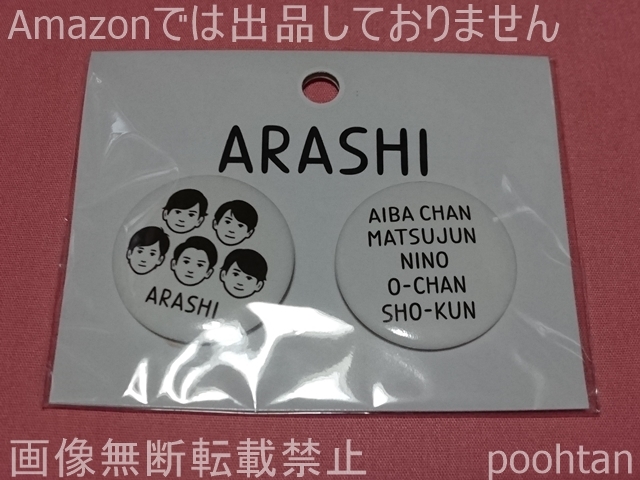 Amazonでは出品しておりません
ARASHI
ARASHI
AIBA CHAN
MATSUJUN
NINO
O-CHAN
SHO-KUN
画像無断転載禁止
poohtan